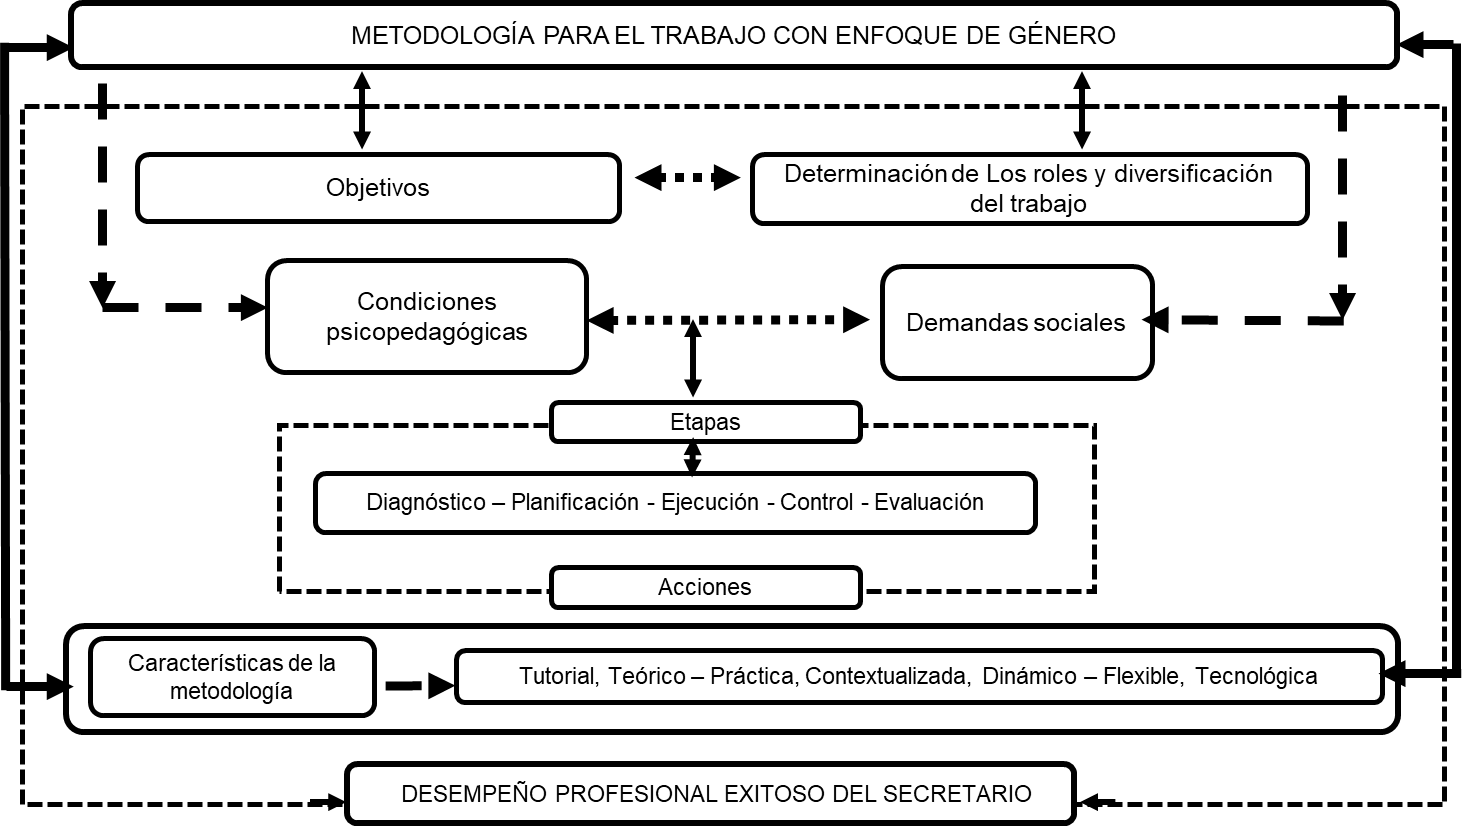 METODOLOGÍA PARA EL TRABAJO CON ENFOQUE DE GÉNERO
Objetivos
Determinación de Los roles y diversificación
del trabajo
Condiciones
psicopedagógicas
Demandas sociales
Etapas
Diagnóstico – Planificación - Ejecución - Control - Evaluación
Acciones
Características de la
metodología
Tutorial, Teórico – Práctica, Contextualizada, Dinámico – Flexible, Tecnológica
DESEMPEÑO PROFESIONAL EXITOSO DEL SECRETARIO